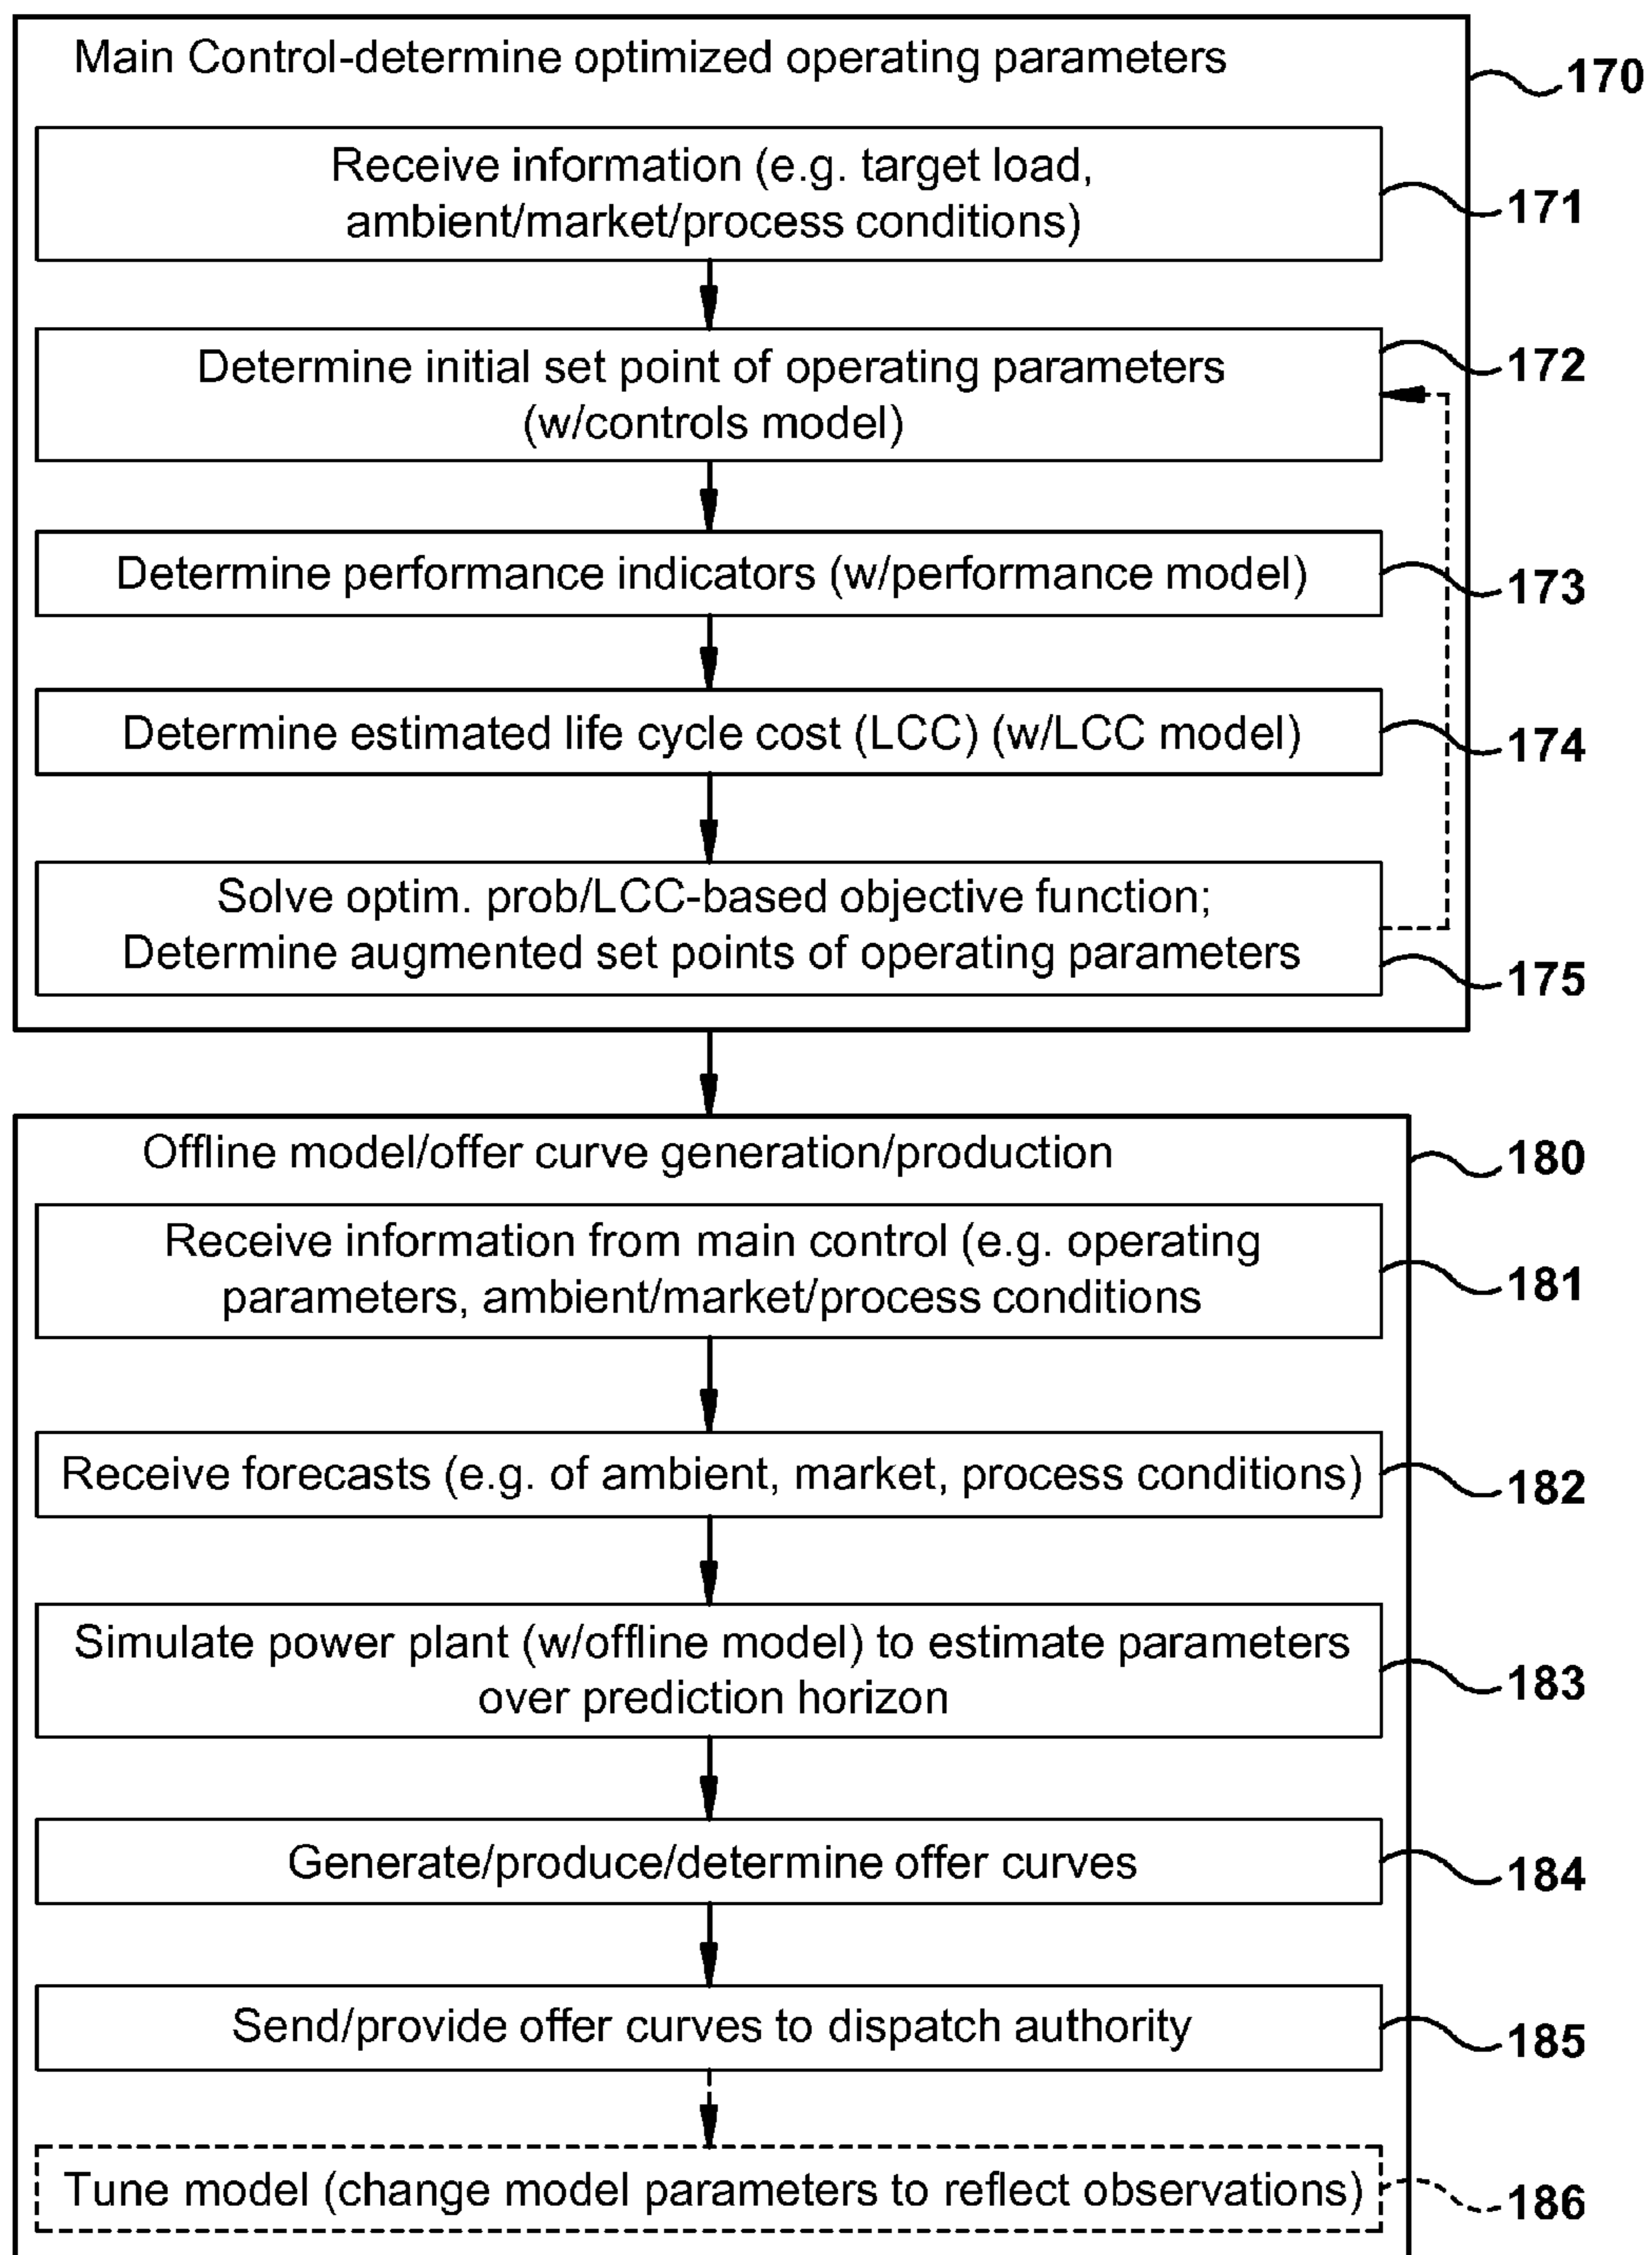 Main Control-determine optimized operating parameters
170
Receive information (e.g. target load,
ambient/market/process conditions)
171
Determine initial set point of operating parameters
(w/controls model)
172
Determine performance indicators (w/performance model)
173
Determine estimated life cycle cost (LCC) (w/LCC model)
174
Solve optim. prob/LCC-based objective function;
Determine augmented set points of operating parameters
175
Offline model/offer curve generation/production
180
Receive information from main control (e.g. operating
parameters, ambient/market/process conditions
181
Receive forecasts (e.g. of ambient, market, process conditions)
182
Simulate power plant (w/offline model) to estimate parameters
over prediction horizon
183
Generate/produce/determine offer curves
184
Send/provide offer curves to dispatch authority
185
Tune model (change model parameters to reflect observations)
186